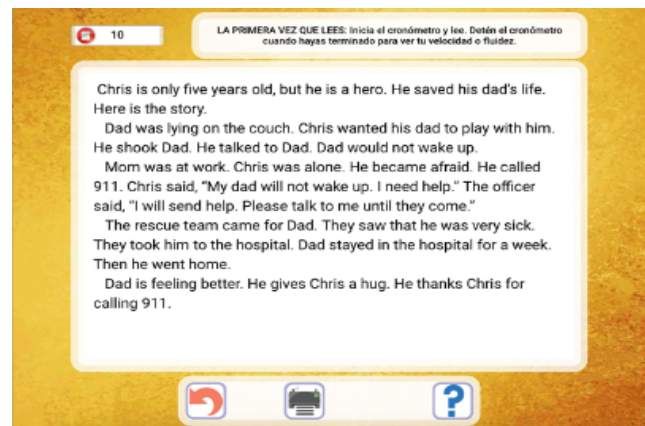 10
LA PRIMERA VEZ QUE LEES: Inicia el cronómetro y lee. Detén el cronómetro
cuando hayas terminado para ver tu velocidad o fluidez.
Chris is only five years old, but he is a hero. He saved his dad's life.
Here is the story.
Dad was lying on the couch. Chris wanted his dad to play with him.
He shook Dad. He talked to Dad. Dad would not wake up.
Mom was at work. Chris was alone. He became afraid. He called
911. Chris said, “My dad will not wake up. I need help.” The officer
said, “I will send help. Please talk to me until they come.”
The rescue team came for Dad. They saw that he was very sick.
They took him to the hospital. Dad stayed in the hospital for a week.
Then he went home.
Dad is feeling better. He gives Chris a hug. He thanks Chris for
calling 911.
?